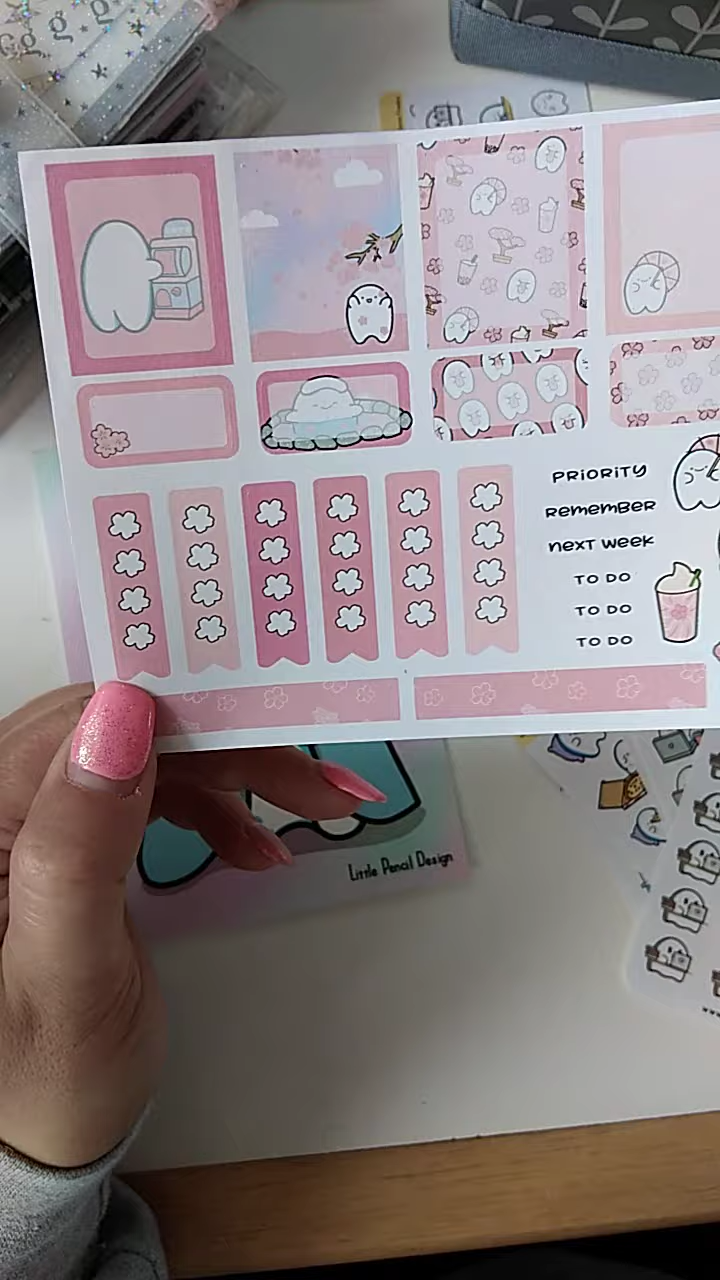 g g g
PRIORITY
REMEMBER
NEXT WEEK
TO DO
TO DO
TO DO
Little Pencil Design